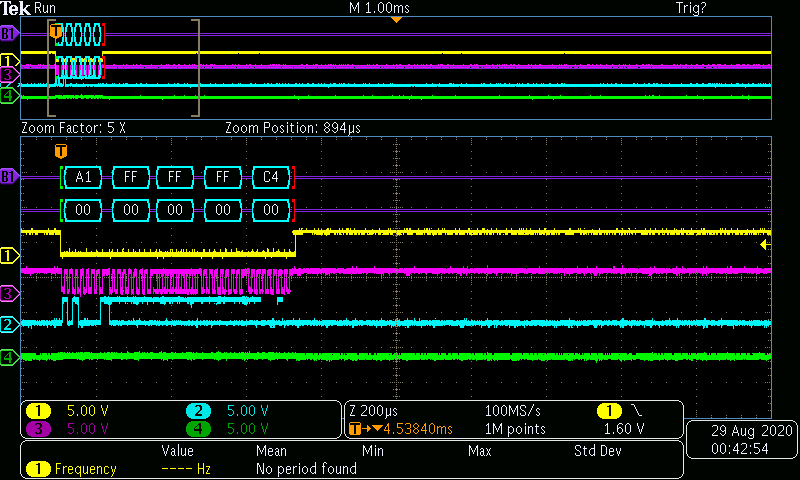 Tek Run M 1.00ms Trig?
B1
1
3
4
T
Zoom Factor: 5 X Zoom Position: 894µs
T
B1 A1 FF FF FF C4
00 00 00 00 00
1
3
2
4
1 5.00 V 2 5.00 V Z 200µs 100MS/s 1
3 5.00 V 4 5.00 V T→▼4.53840ms 1M points 1.60 V
29 Aug 2020
00:42:54
Value Mean Min Max Std Dev
1 Frequency ---- Hz No period found